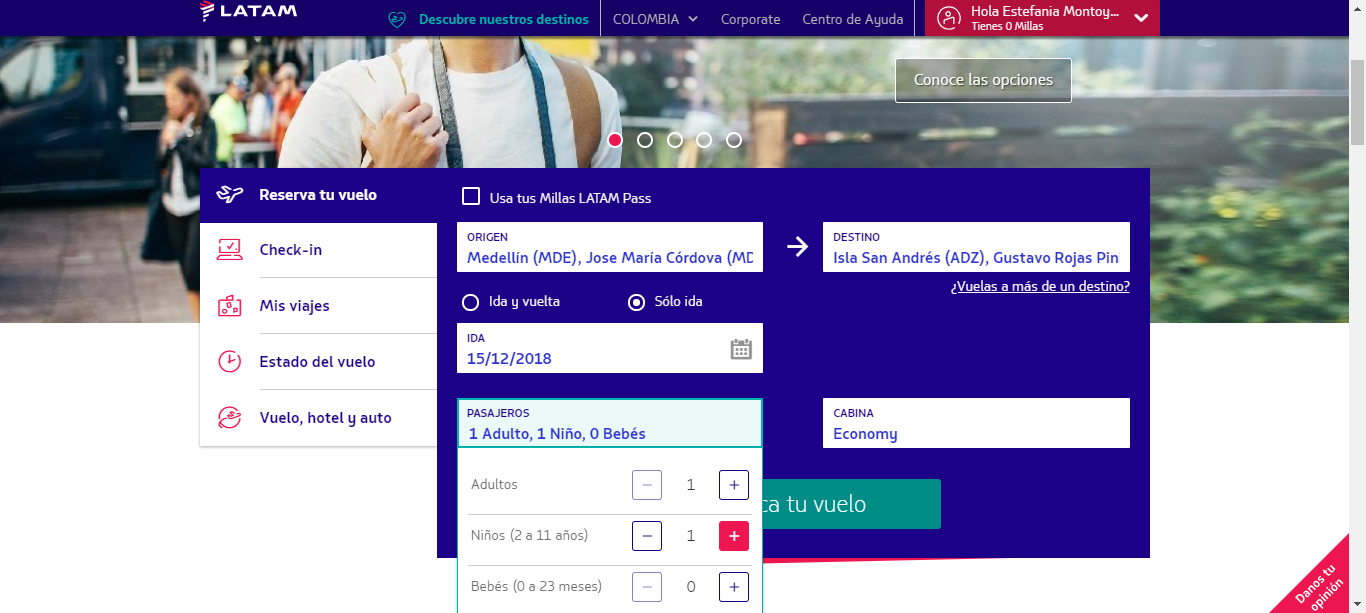 LATAM
Descubre nuestros destinos
COLOMBIA
Corporate
Centro de Ayuda
Hola Estefania Montoy...
Tienes 0 Millas
Conoce las opciones
Reserva tu vuelo
Check-in
Mis viajes
Estado del vuelo
Vuelo, hotel y auto
Usa tus Millas LATAM Pass
ORIGEN
Medellín (MDE), Jose María Córdova (MD
DESTINO
Isla San Andrés (ADZ), Gustavo Rojas Pin
¿Vuelas a más de un destino?
Ida y vuelta
Sólo ida
IDA
15/12/2018
PASAJEROS
1 Adulto, 1 Niño, 0 Bebés
CABINA
Economy
Adultos
− 1 +
Niños (2 a 11 años)
− 1 +
Bebés (0 a 23 meses)
− 0 +
ca tu vuelo
Danos tu
opinión